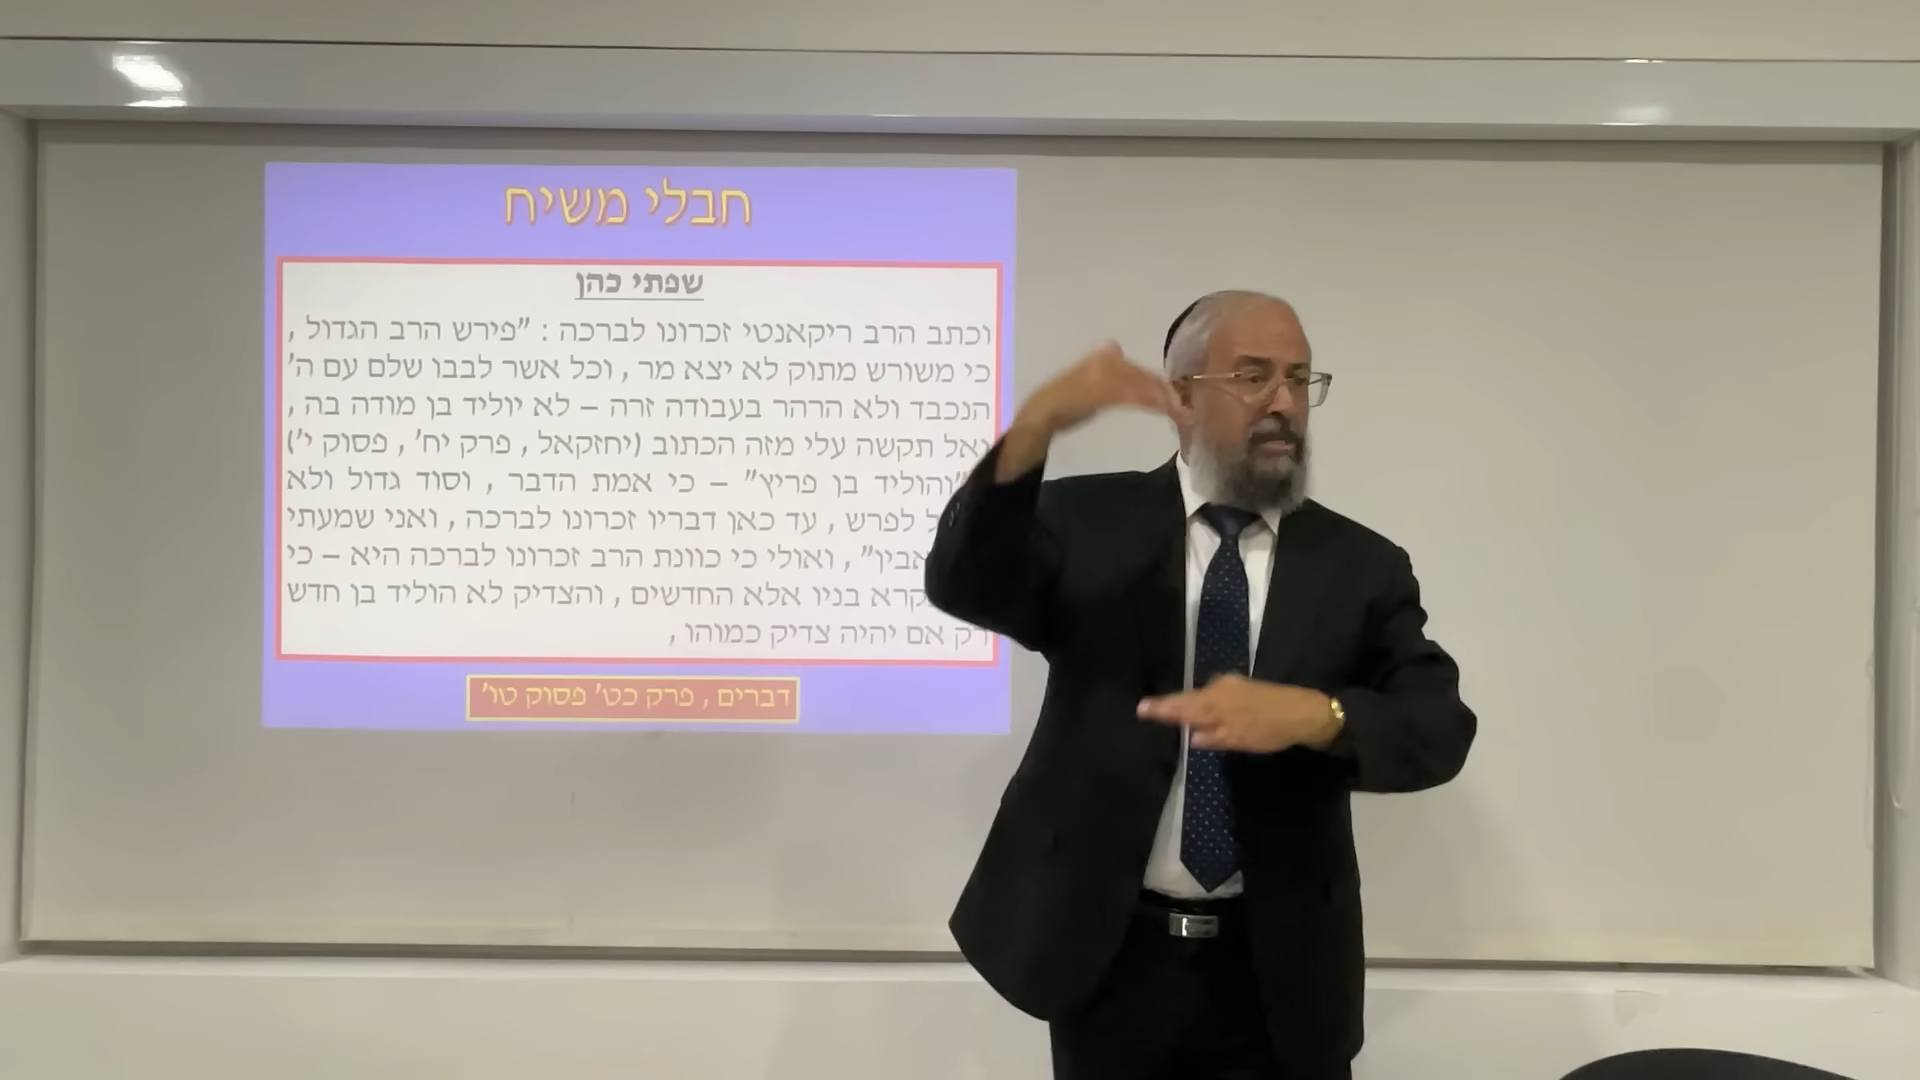 חבלי משיח
שפתי כהן
וכתב הרב ריקאנטי זכרונו לברכה : "פירש הרב הגדול ,
כי משורש מתוק לא יצא מר , וכל אשר לבבו שלם עם ה'
הנכבד ולא הרהר בעבודה זרה – לא יוליד בן מודה בה ,
ואל תקשה עלי מזה הכתוב (יחזקאל , פרק יח' , פסוק י')
"והוליד בן פריץ" – כי אמת הדבר , וסוד גדול ולא
לפרש , עד כאן דבריו זכרונו לברכה , ואני שמעתי
, ואולי כי כוונת הרב זכרונו לברכה היא – כי
בניו אלא החדשים , והצדיק לא הוליד בן חדש
רק אם יהיה צדיק כמוהו ,
דברים , פרק כט' פסוק טו'